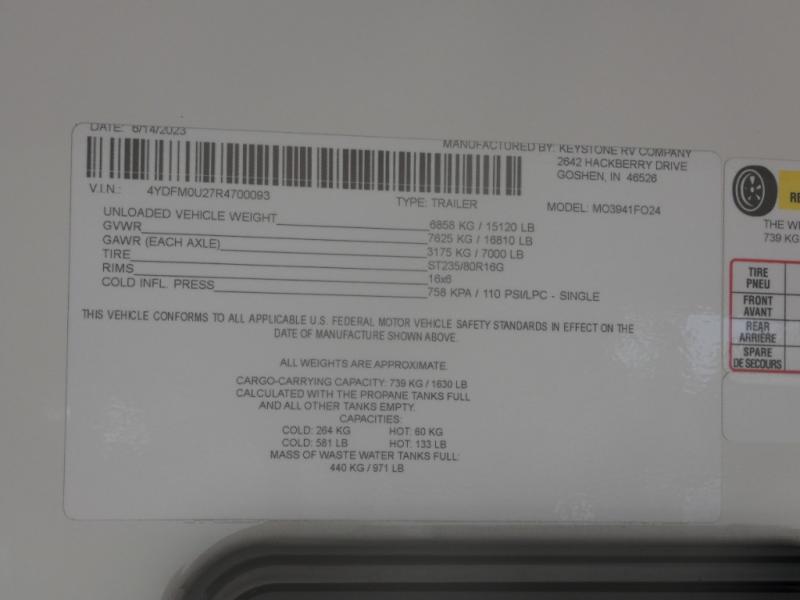 DATE: 6/14/2023
MANUFACTURED BY: KEYSTONE RV COMPANY
2642 HACKBERRY DRIVE
GOSHEN, IN 46526
V.I.N.: 4YDFM0U27R4700093 TYPE: TRAILER MODEL: MO3941FO24
UNLOADED VEHICLE WEIGHT 6858 KG / 15120 LB
GVWR 7625 KG / 16810 LB
GAWR (EACH AXLE) 3175 KG / 7000 LB
TIRE ST235/80R16G
RIMS 16x6
COLD INFL. PRESS 758 KPA / 110 PSI/LPC - SINGLE
THIS VEHICLE CONFORMS TO ALL APPLICABLE U.S. FEDERAL MOTOR VEHICLE SAFETY STANDARDS IN EFFECT ON THE
DATE OF MANUFACTURE SHOWN ABOVE.
ALL WEIGHTS ARE APPROXIMATE.
CARGO-CARRYING CAPACITY: 739 KG / 1630 LB
CALCULATED WITH THE PROPANE TANKS FULL
AND ALL OTHER TANKS EMPTY.
CAPACITIES:
COLD: 264 KG HOT: 60 KG
COLD: 581 LB HOT: 133 LB
MASS OF WASTE WATER TANKS FULL:
440 KG / 971 LB
RE
THE WE
739 KG
TIRE
PNEU
FRONT
AVANT
REAR
ARRIÈRE
SPARE
DE SECOURS